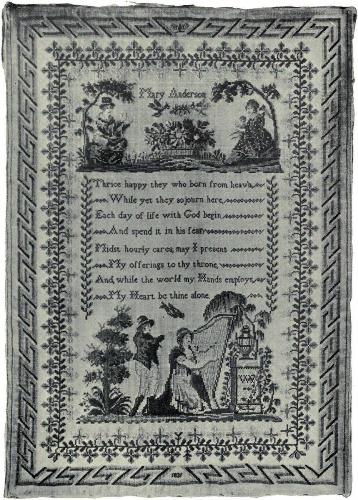 Mary Anderson
Thrice happy they who born from heav'n
While yet they sojourn here,
Each day of life with God begin
And spend it in his fear
Midst hourly cares, may I present
My offerings to thy throne,
And while the world my Hands employs
My Heart be thine alone.